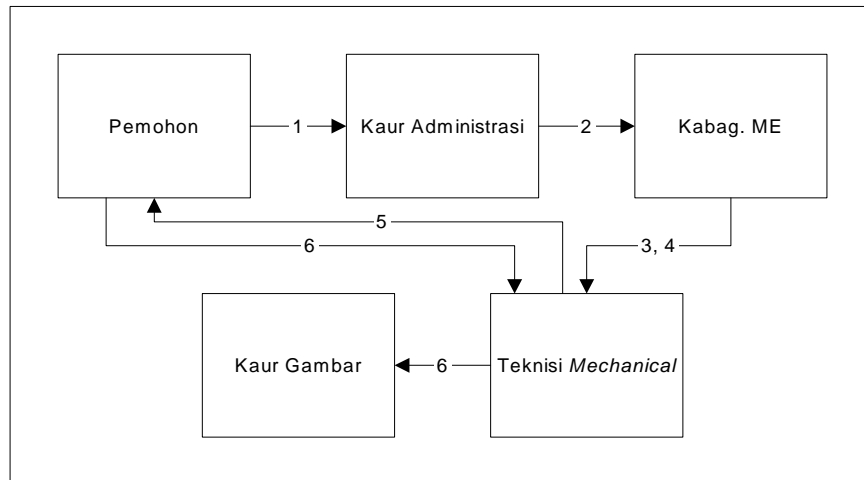 Pemohon
1
Kaur Administrasi
2
Kabag. ME
5
6
3, 4
Kaur Gambar
6
Teknisi Mechanical